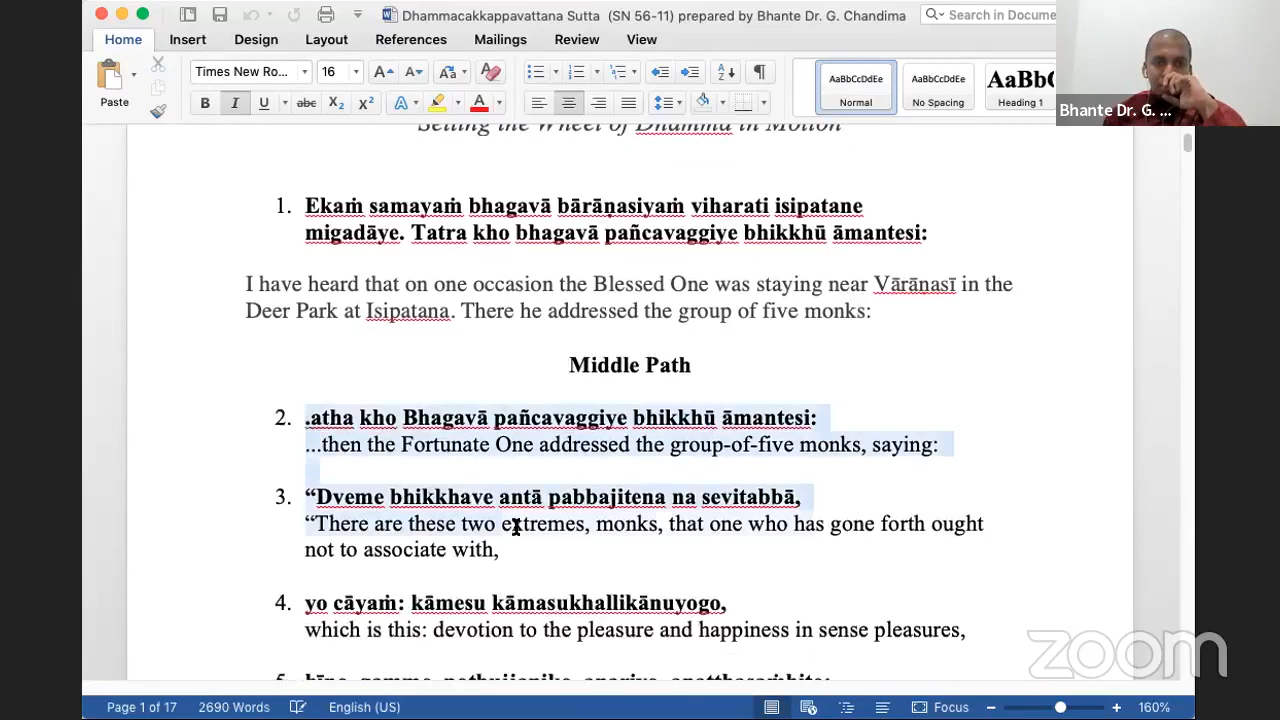 Dhammacakkappavattana Sutta (SN 56-11) prepared by Bhante Dr. G. Chandima
Search in Docume
Home Insert Design Layout References Mailings Review View
Paste
Times New Ro... 16
AaBbCcDdEe AaBbCcDdEe AaBbC
Normal No Spacing Heading 1
Bhante Dr. G. ...
Setting the Wheel of Dhamma in Motion
1. Ekaṁ samayaṁ bhagavā bārāṇasiyaṁ viharati isipatane
migadāye. Tatra kho bhagavā pañcavaggiye bhikkhū āmantesi:
I have heard that on one occasion the Blessed One was staying near Vārāṇasī in the
Deer Park at Isipatana. There he addressed the group of five monks:
Middle Path
2. .atha kho Bhagavā pañcavaggiye bhikkhū āmantesi:
...then the Fortunate One addressed the group-of-five monks, saying:
3. “Dveme bhikkhave antā pabbajitena na sevitabbā,
“There are these two extremes, monks, that one who has gone forth ought
not to associate with,
4. yo cāyaṁ: kāmesu kāmasukhallikānuyogo,
which is this: devotion to the pleasure and happiness in sense pleasures,
zoom
Page 1 of 17 2690 Words English (US) Focus 160%